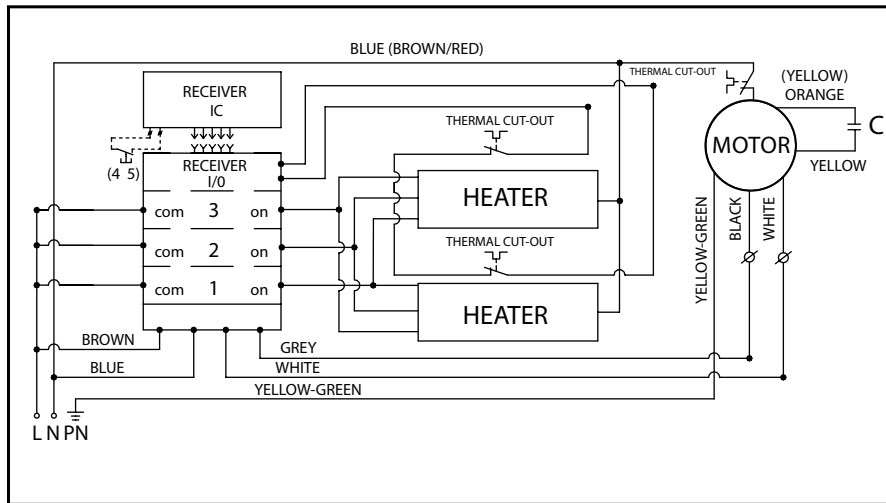 BLUE (BROWN/RED)
THERMAL CUT-OUT
(YELLOW)
ORANGE
C
YELLOW
MOTOR
RECEIVER
IC
(4 5)
RECEIVER
I/0
THERMAL CUT-OUT
HEATER
com 3 on
com 2 on
com 1 on
THERMAL CUT-OUT
HEATER
YELLOW-GREEN
BLACK
WHITE
BROWN
BLUE
GREY
WHITE
YELLOW-GREEN
L N PN